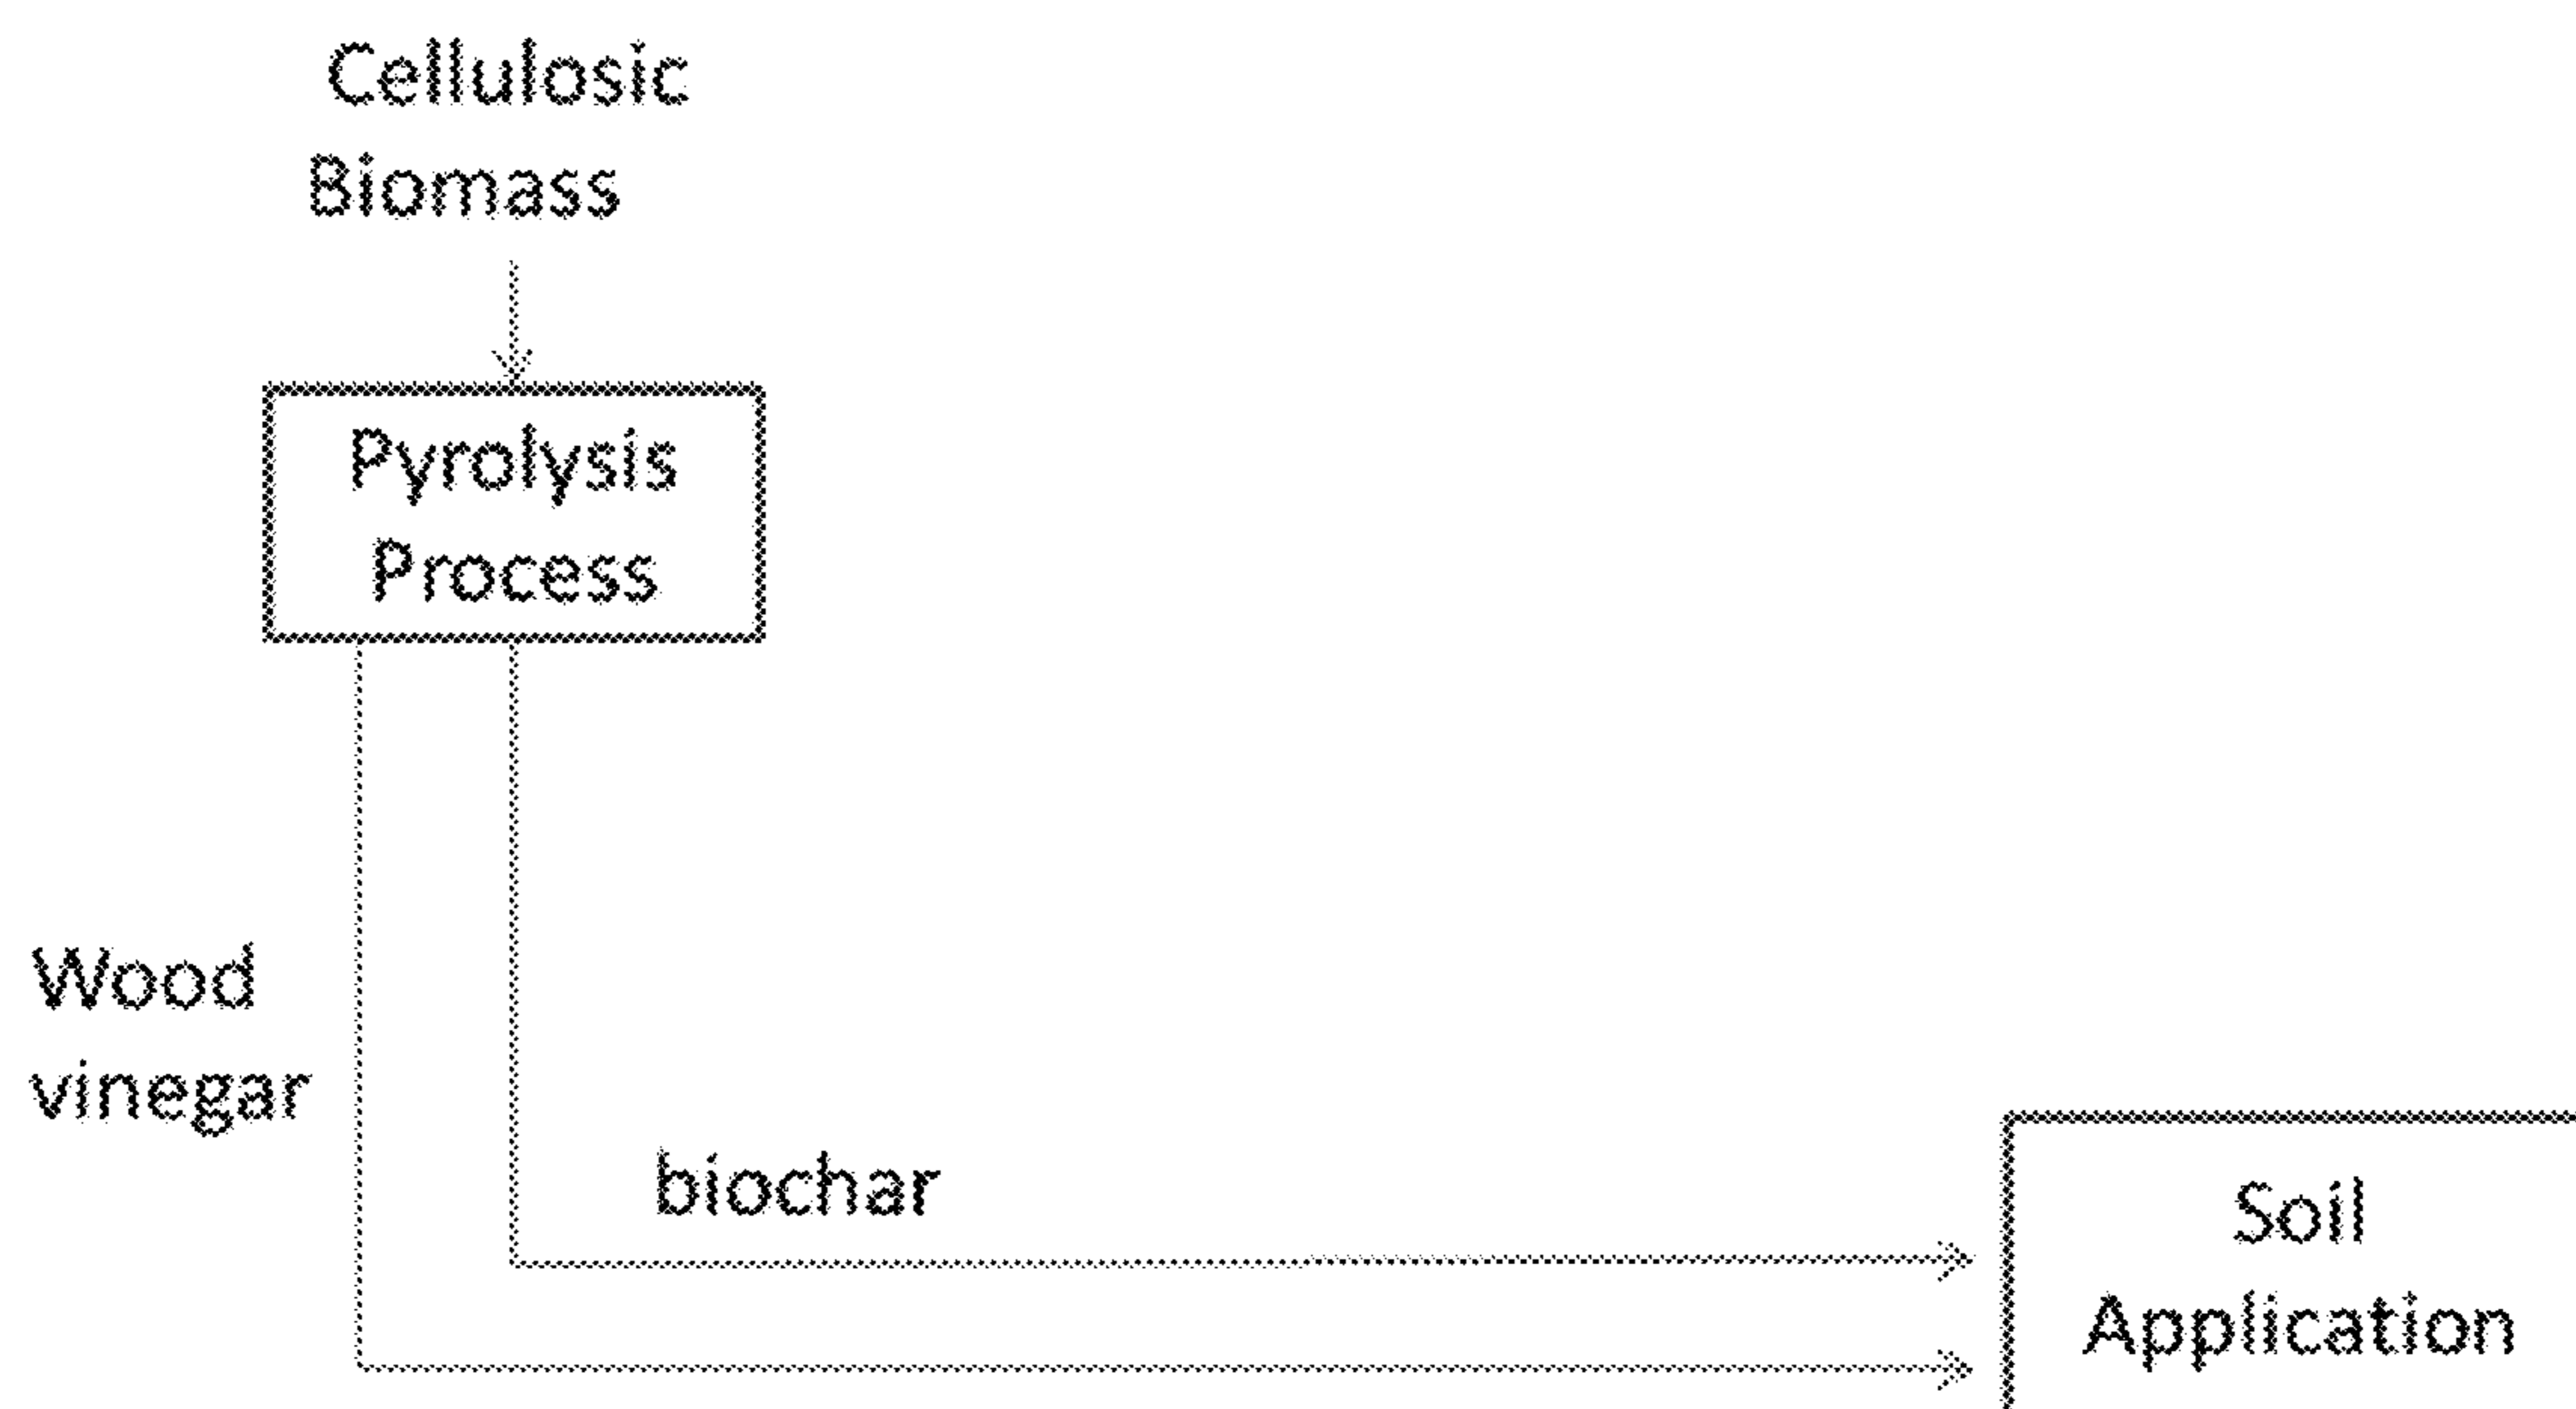 Cellulosic
Biomass
Pyrolysis
Process
Wood
vinegar
biochar
Soil
Application